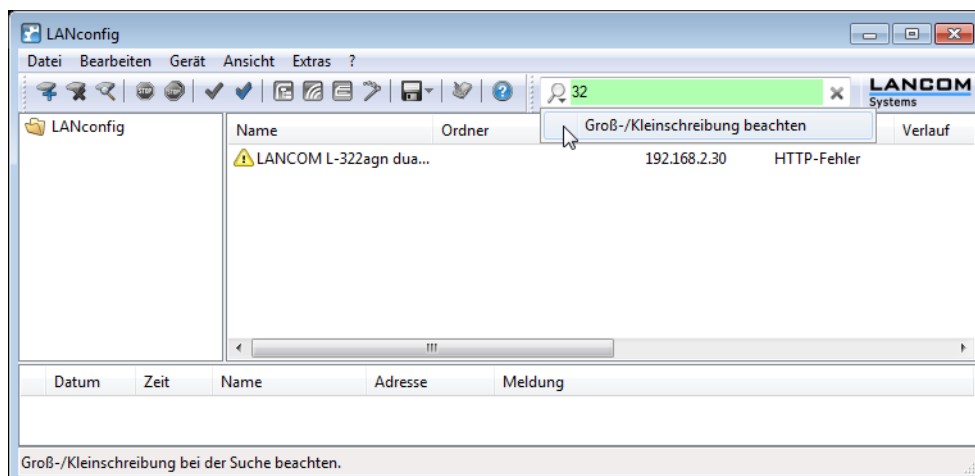 LANconfig
Datei Bearbeiten Gerät Ansicht Extras ?
32
LANCOM
Systems
LANconfig
Name Ordner Verlauf
Groß-/Kleinschreibung beachten
LANCOM L-322agn dua... 192.168.2.30 HTTP-Fehler
Datum Zeit Name Adresse Meldung
Groß-/Kleinschreibung bei der Suche beachten.